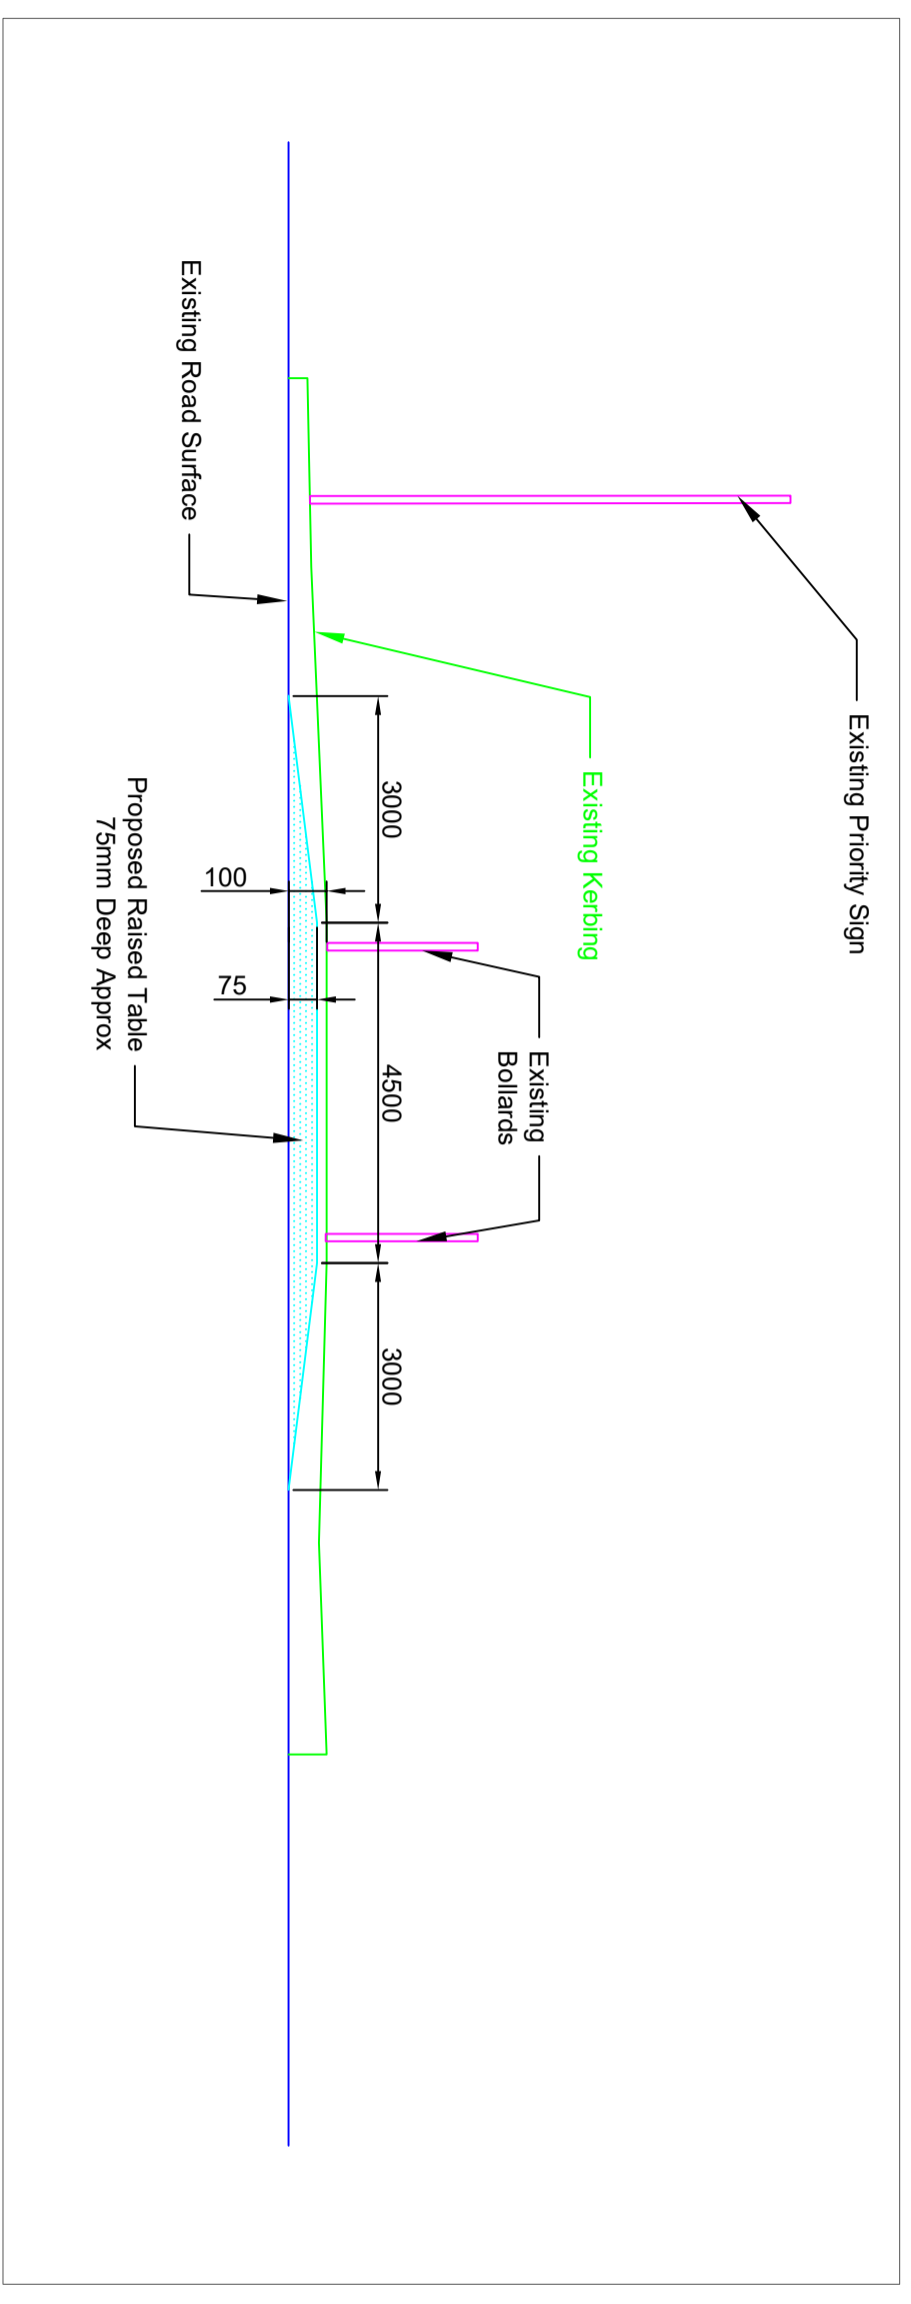 Existing Priority Sign
Existing Kerbing
Existing
Bollards
3000
4500
3000
100
75
Existing Road Surface
Proposed Raised Table
75mm Deep Approx